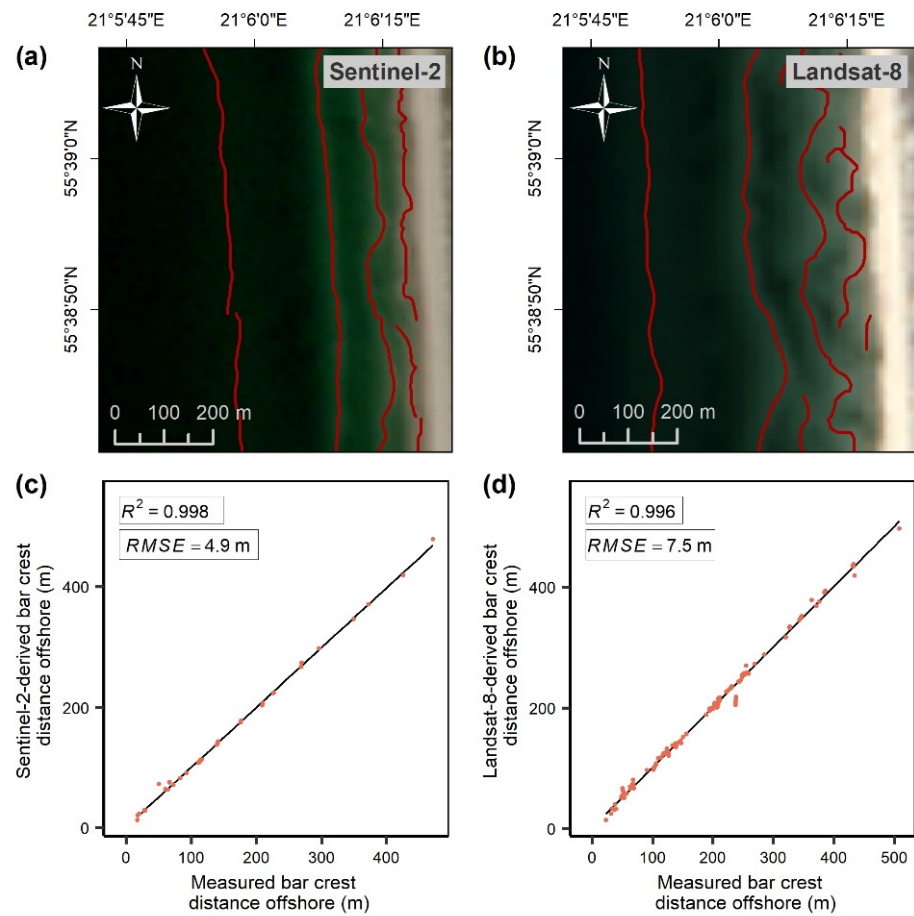 21°5'45"E 21°6'0"E 21°6'15"E 21°6'0"E 21°6'15"E
(a) N Sentinel-2
(b) N Landsat-8
55°39'0"N
55°38'50"N
55°39'0"N
55°38'50"N
0 100 200 m
0 100 200 m
(c)
R² = 0.998
RMSE = 4.9 m
Sentinel-2-derived bar crest
distance offshore (m)
400
200
0
0 100 200 300 400
Measured bar crest
distance offshore (m)
(d)
R² = 0.996
RMSE = 7.5 m
Landsat-8-derived bar crest
distance offshore (m)
400
200
0
0 100 200 300 400 500
Measured bar crest
distance offshore (m)